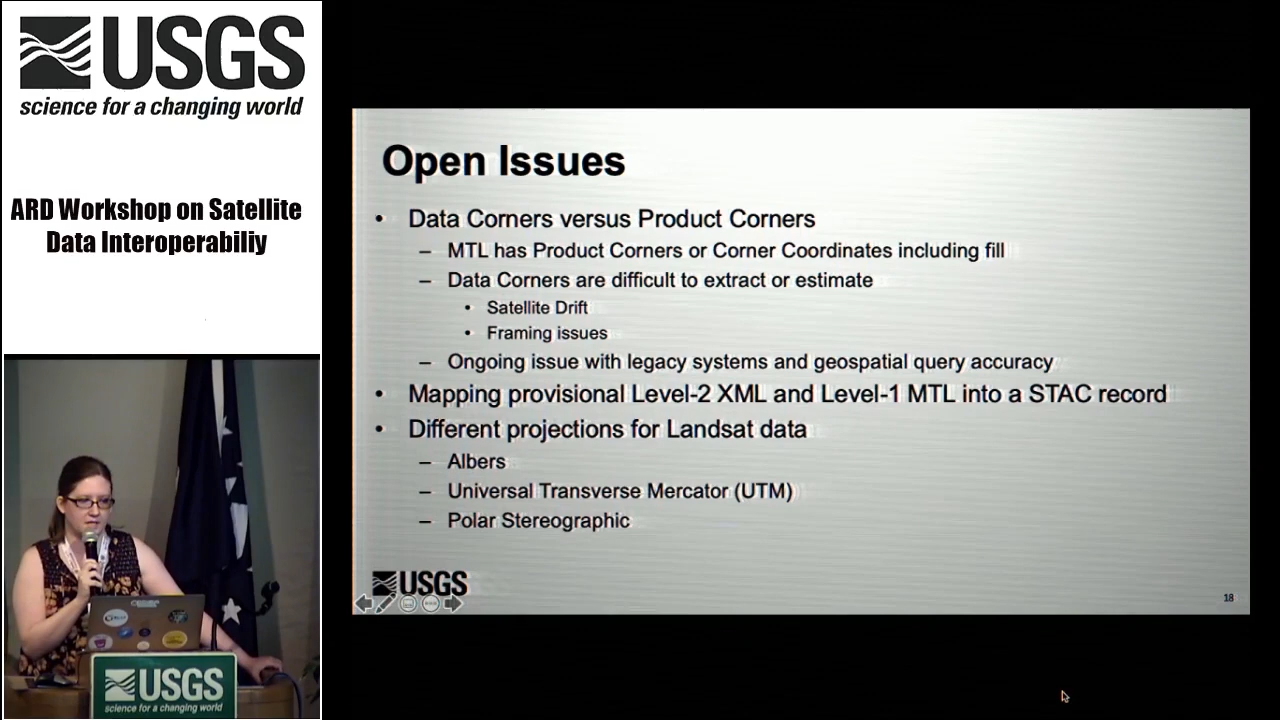 USGS
science for a changing world
ARD Workshop on Satellite
Data Interoperabiliy
Open Issues
• Data Corners versus Product Corners
– MTL has Product Corners or Corner Coordinates including fill
– Data Corners are difficult to extract or estimate
• Satellite Drift
• Framing issues
– Ongoing issue with legacy systems and geospatial query accuracy
• Mapping provisional Level-2 XML and Level-1 MTL into a STAC record
• Different projections for Landsat data
– Albers
– Universal Transverse Mercator (UTM)
– Polar Stereographic
USGS
18
USGS
science for a changing world